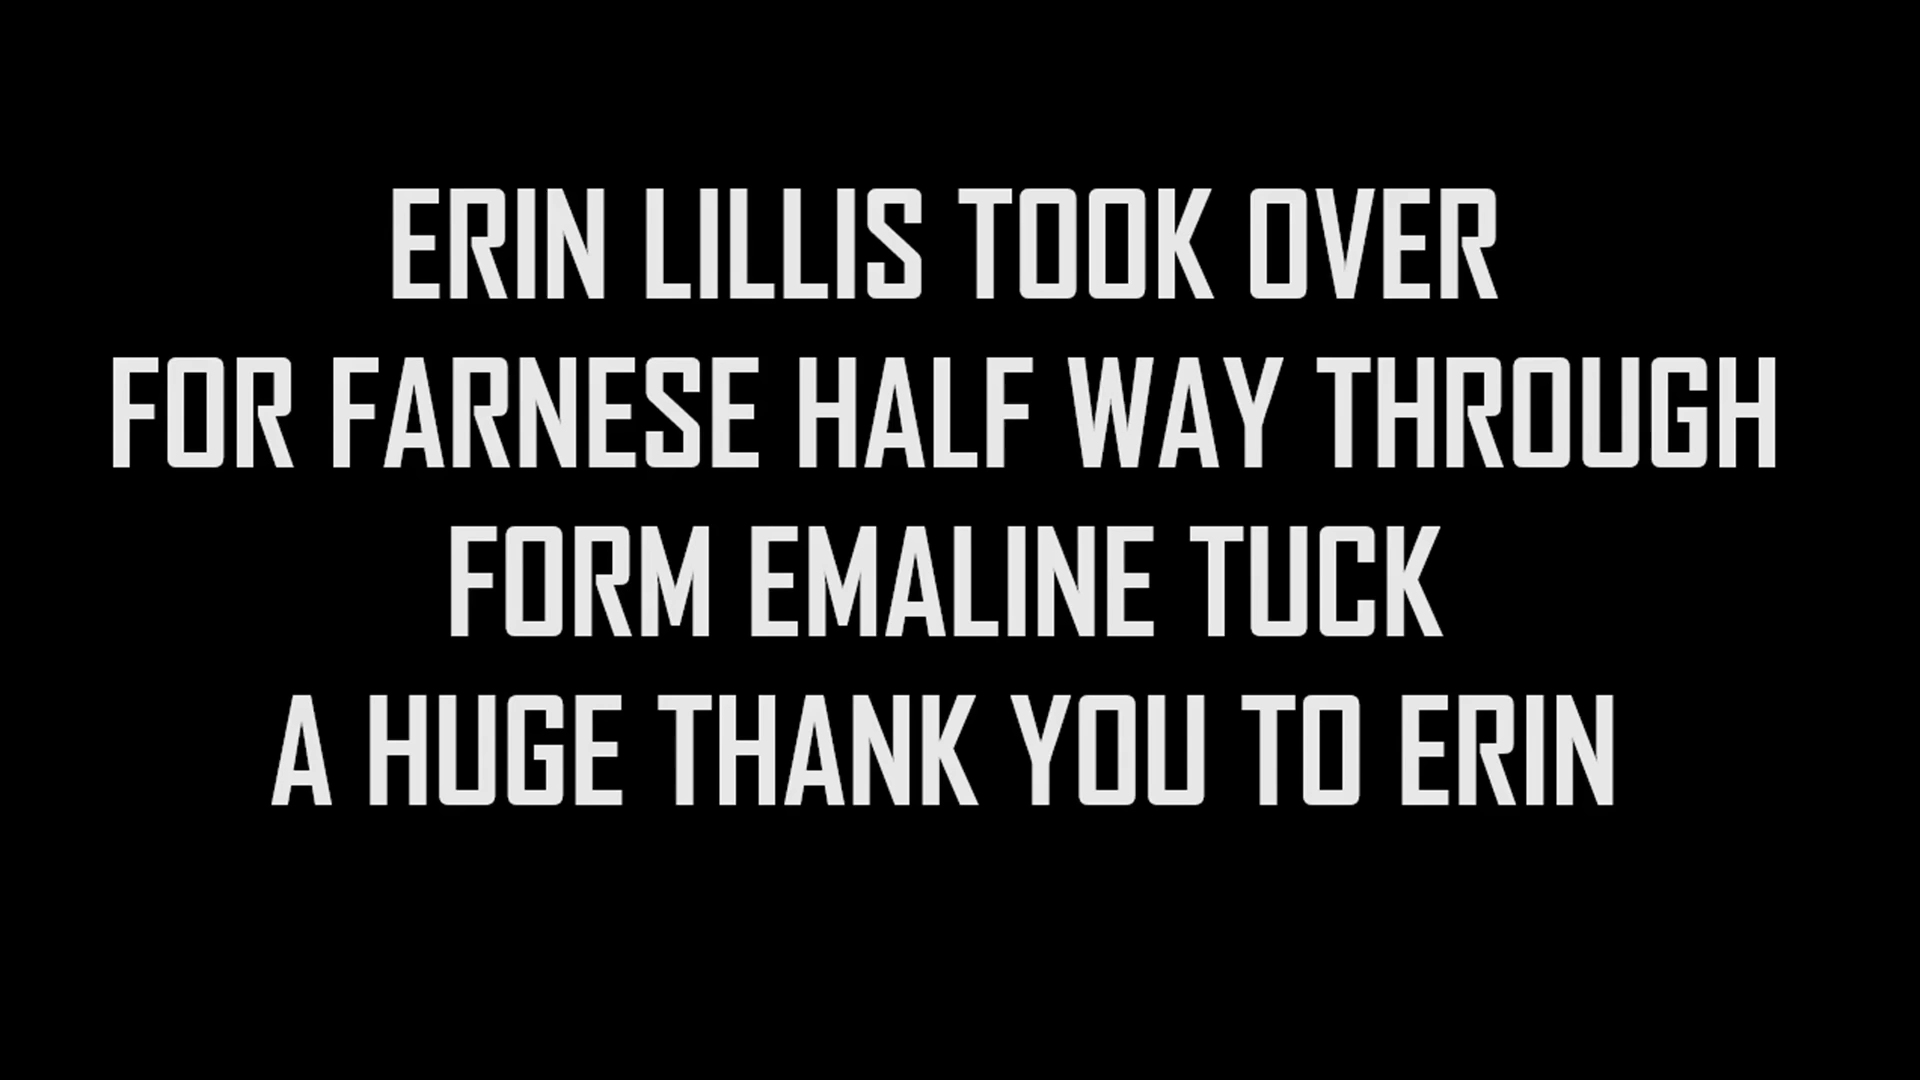 ERIN LILLIS TOOK OVER
FOR FARNESE HALF WAY THROUGH
FORM EMALINE TUCK
A HUGE THANK YOU TO ERIN